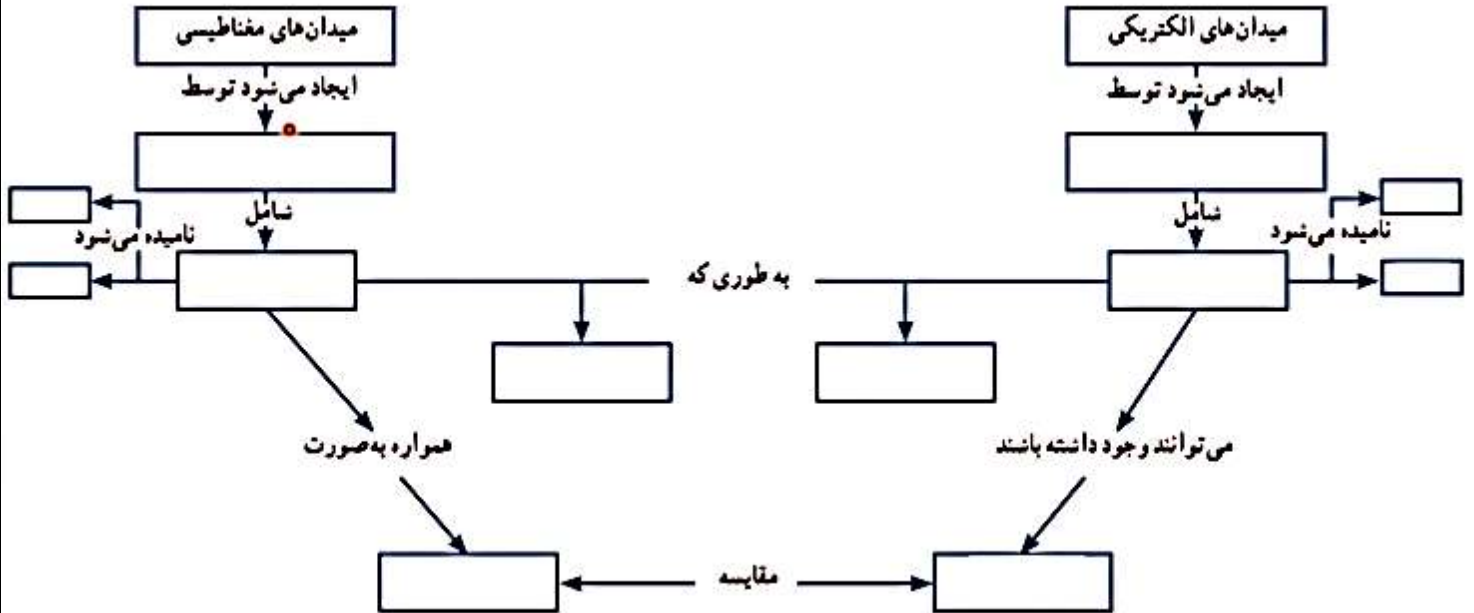 میدان‌های الکتریکی
ایجاد می‌شود توسط
شامل
نامیده می‌شود
میدان‌های مغناطیسی
ایجاد می‌شود توسط
شامل
نامیده می‌شود
به طوری که
می‌توانند وجود داشته باشند
همواره به‌صورت
مقایسه